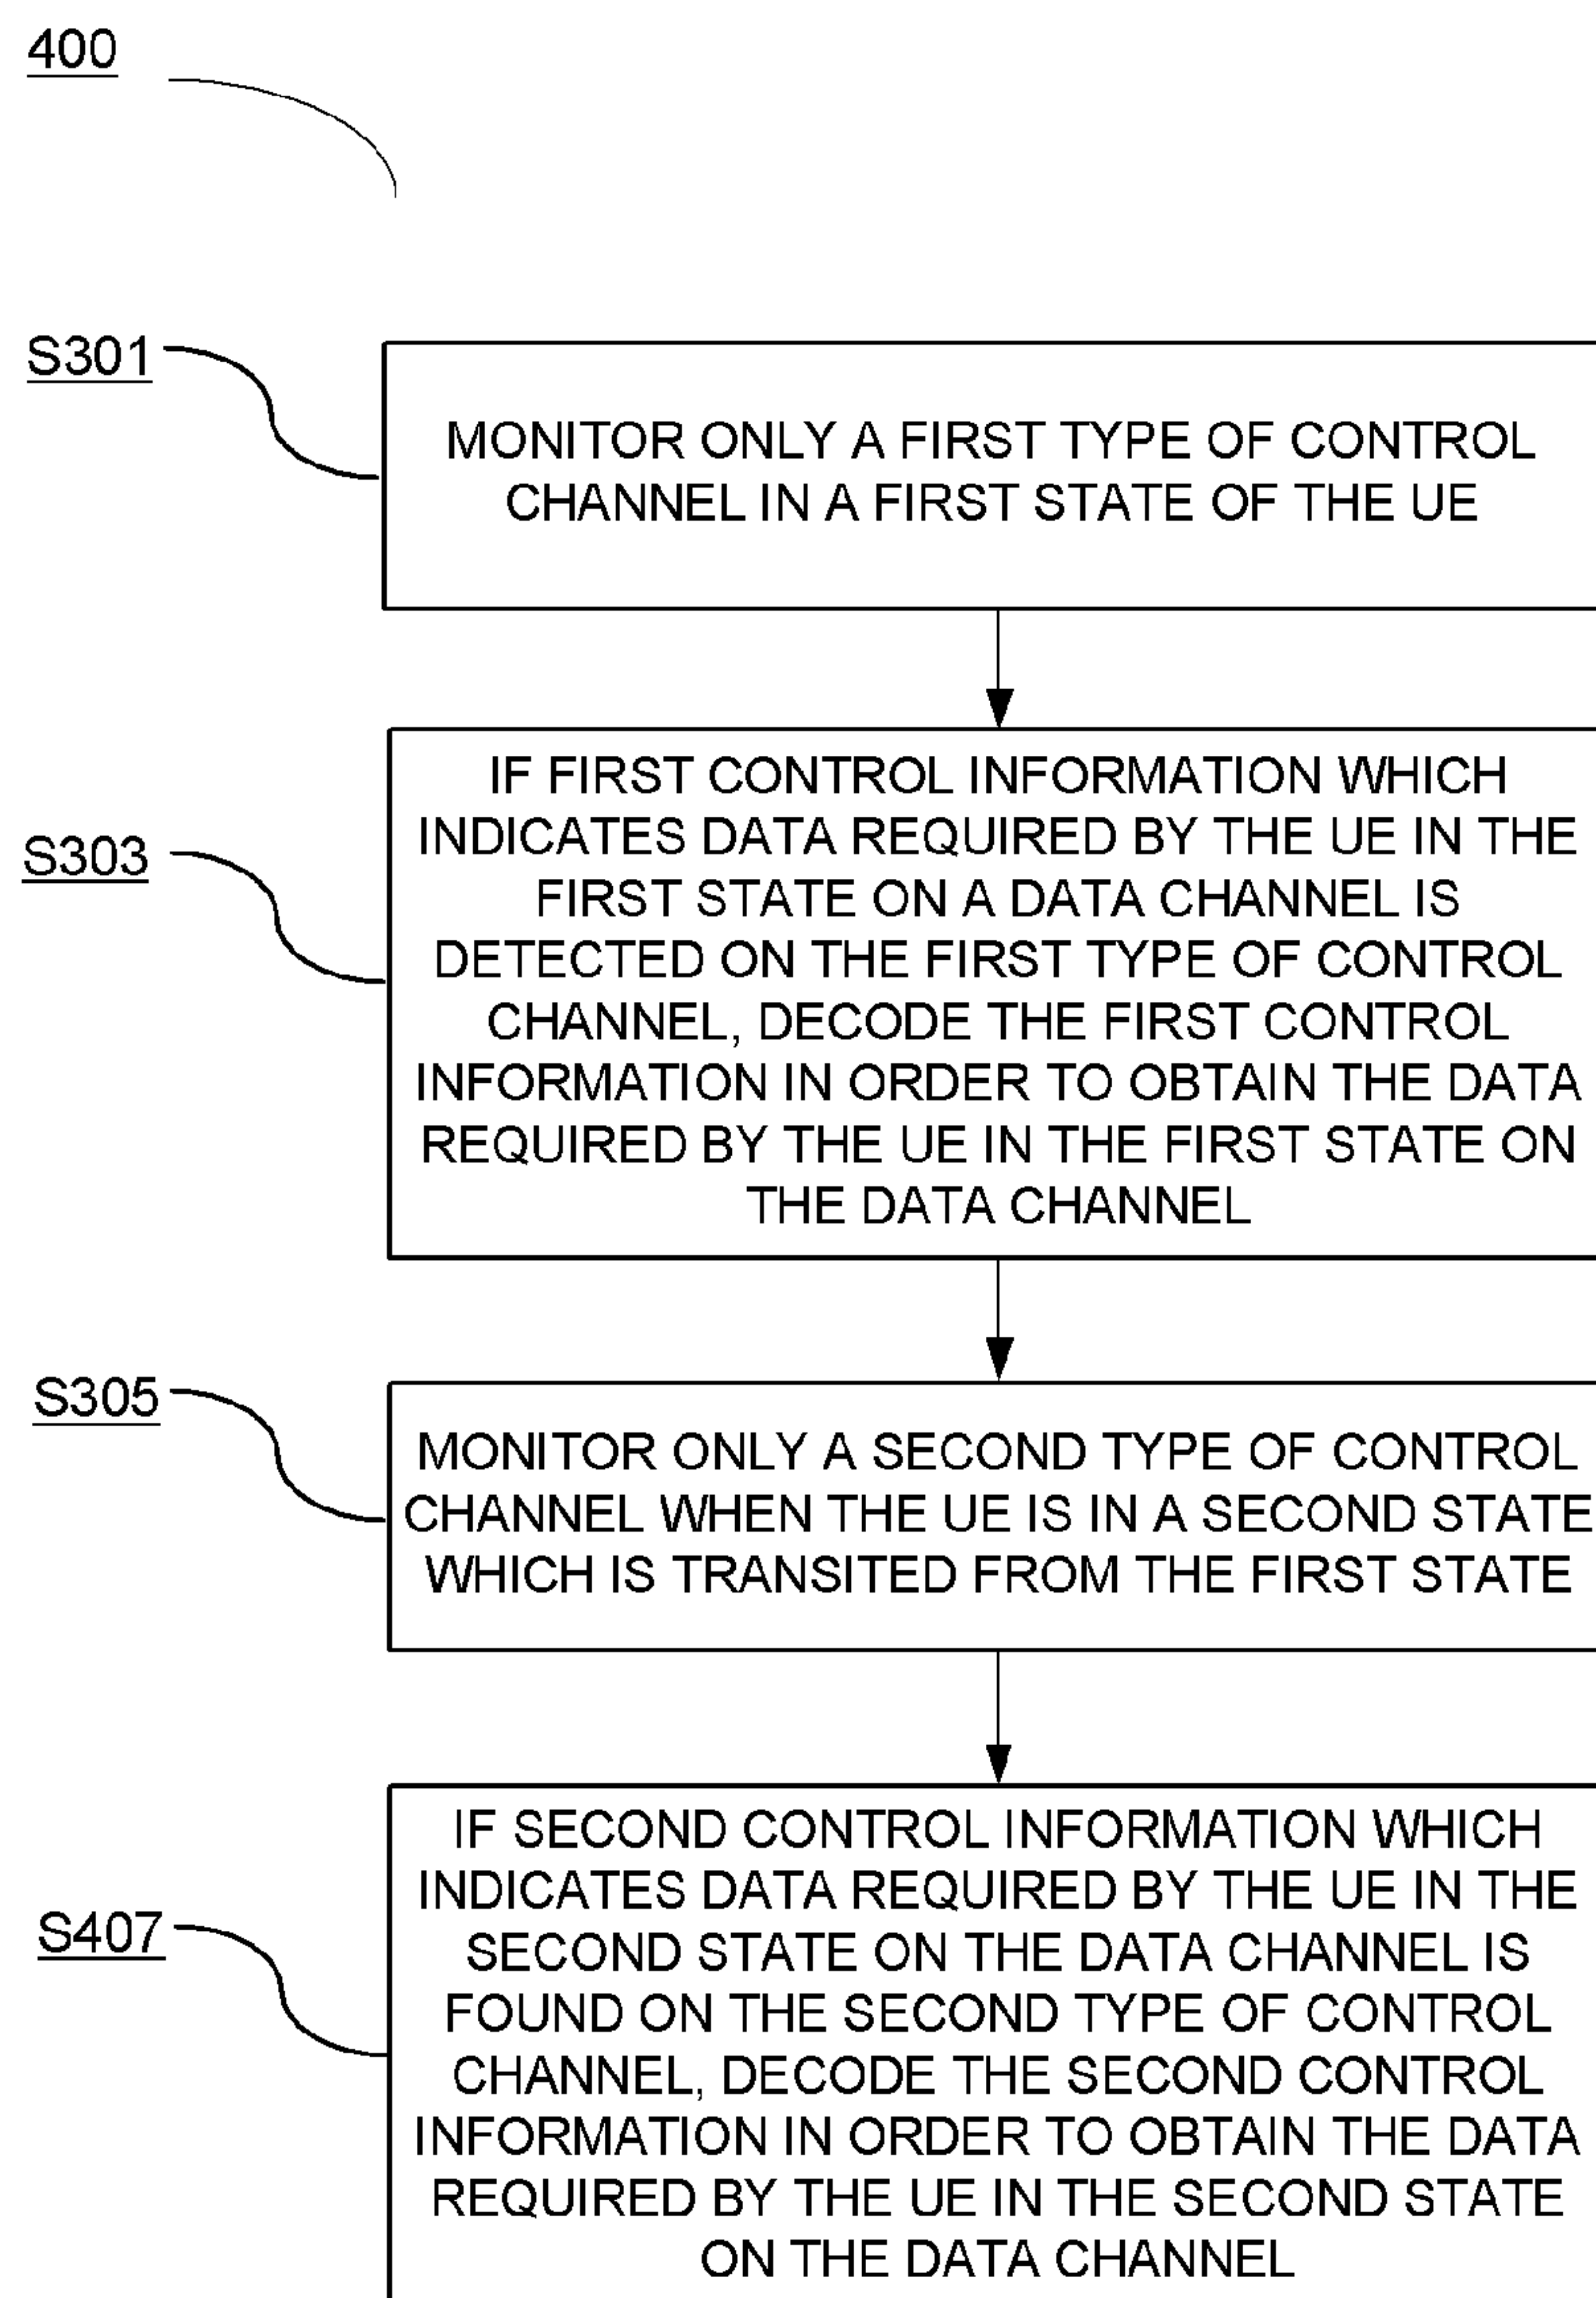 400
S301
MONITOR ONLY A FIRST TYPE OF CONTROL
CHANNEL IN A FIRST STATE OF THE UE
S303
IF FIRST CONTROL INFORMATION WHICH
INDICATES DATA REQUIRED BY THE UE IN THE
FIRST STATE ON A DATA CHANNEL IS
DETECTED ON THE FIRST TYPE OF CONTROL
CHANNEL, DECODE THE FIRST CONTROL
INFORMATION IN ORDER TO OBTAIN THE DATA
REQUIRED BY THE UE IN THE FIRST STATE ON
THE DATA CHANNEL
S305
MONITOR ONLY A SECOND TYPE OF CONTROL
CHANNEL WHEN THE UE IS IN A SECOND STATE
WHICH IS TRANSITED FROM THE FIRST STATE
S407
IF SECOND CONTROL INFORMATION WHICH
INDICATES DATA REQUIRED BY THE UE IN THE
SECOND STATE ON THE DATA CHANNEL IS
FOUND ON THE SECOND TYPE OF CONTROL
CHANNEL, DECODE THE SECOND CONTROL
INFORMATION IN ORDER TO OBTAIN THE DATA
REQUIRED BY THE UE IN THE SECOND STATE
ON THE DATA CHANNEL